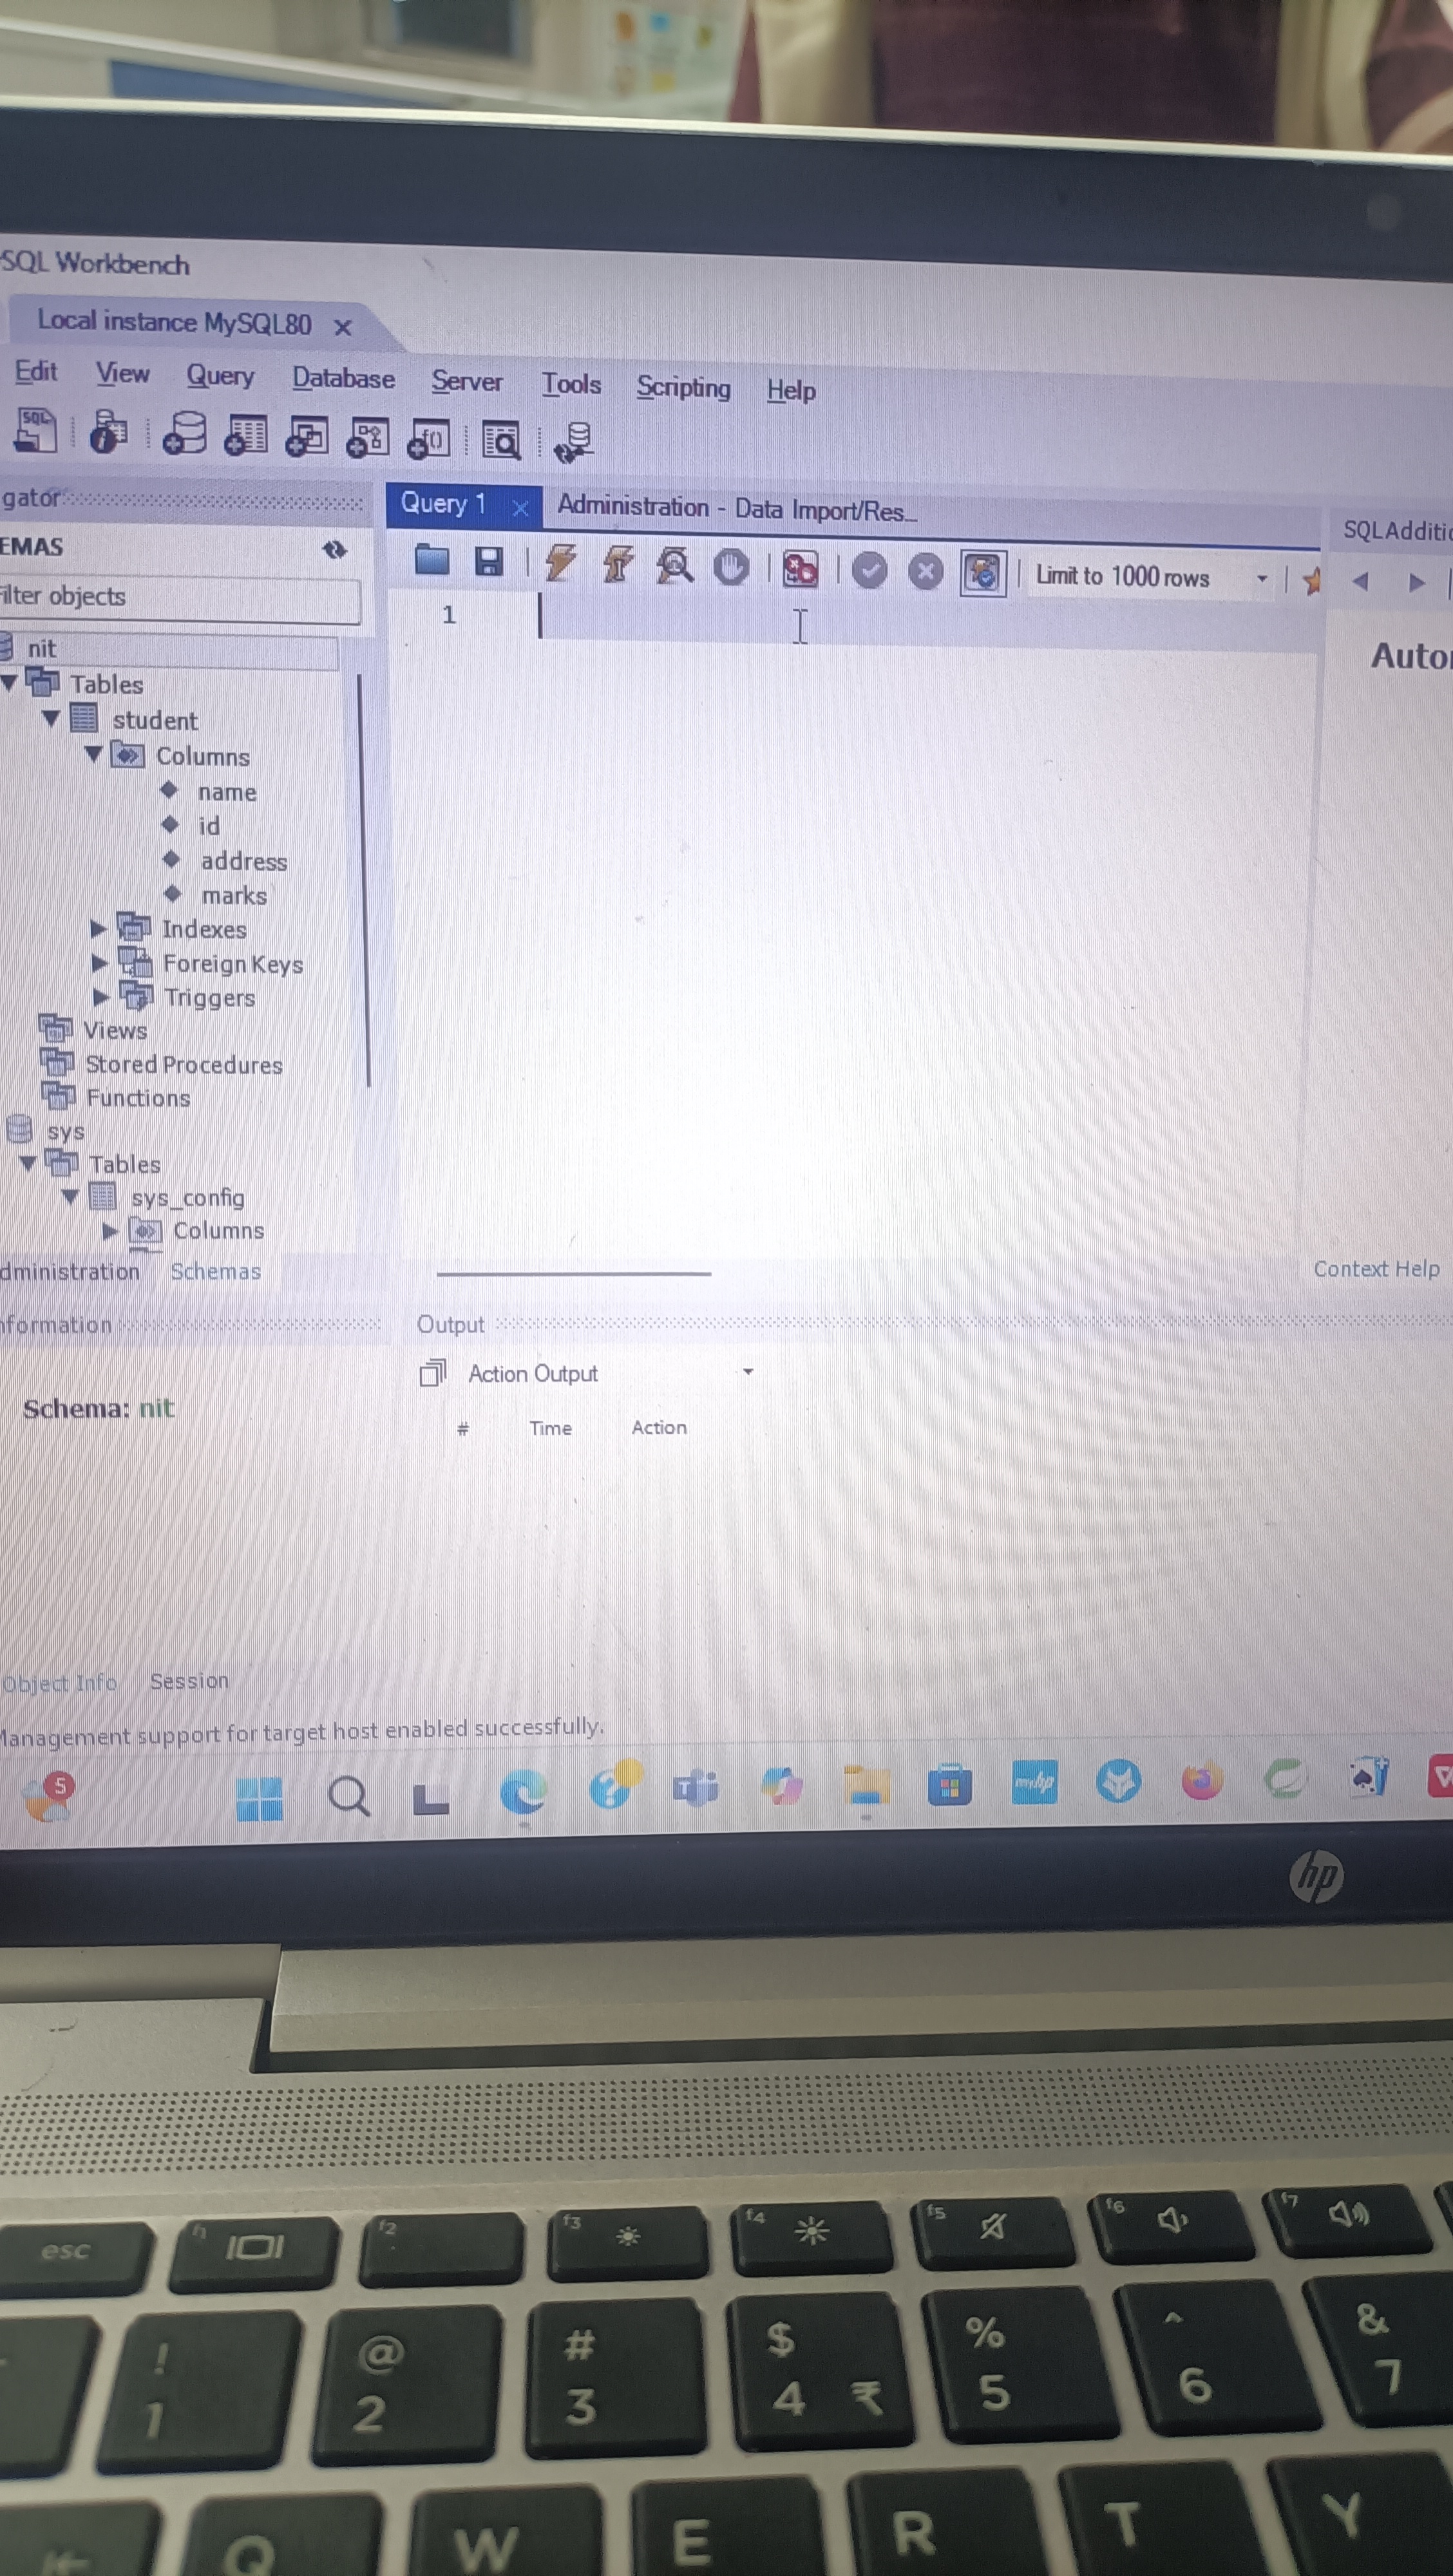 SQL Workbench
Local instance MySQL80
Edit View Query Database Server Tools Scripting Help
SQL
f()
gator
Query 1 Administration - Data Import/Res...
SQLAdditio
EMAS
Limit to 1000 rows
ilter objects
1
nit
Autor
Tables
student
Columns
name
id
address
marks
Indexes
Foreign Keys
Triggers
Views
Stored Procedures
Functions
sys
Tables
sys_config
Columns
dministration Schemas
Context Help
nformation
Output
Action Output
Schema: nit
# Time Action
Object Info Session
Management support for target host enabled successfully.
5
myhp
hp
esc f1 f2 f3 f4 f5 f6 f7
! @ # $ % ^ &
1 2 3 4 ₹ 5 6 7
Q W E R T Y